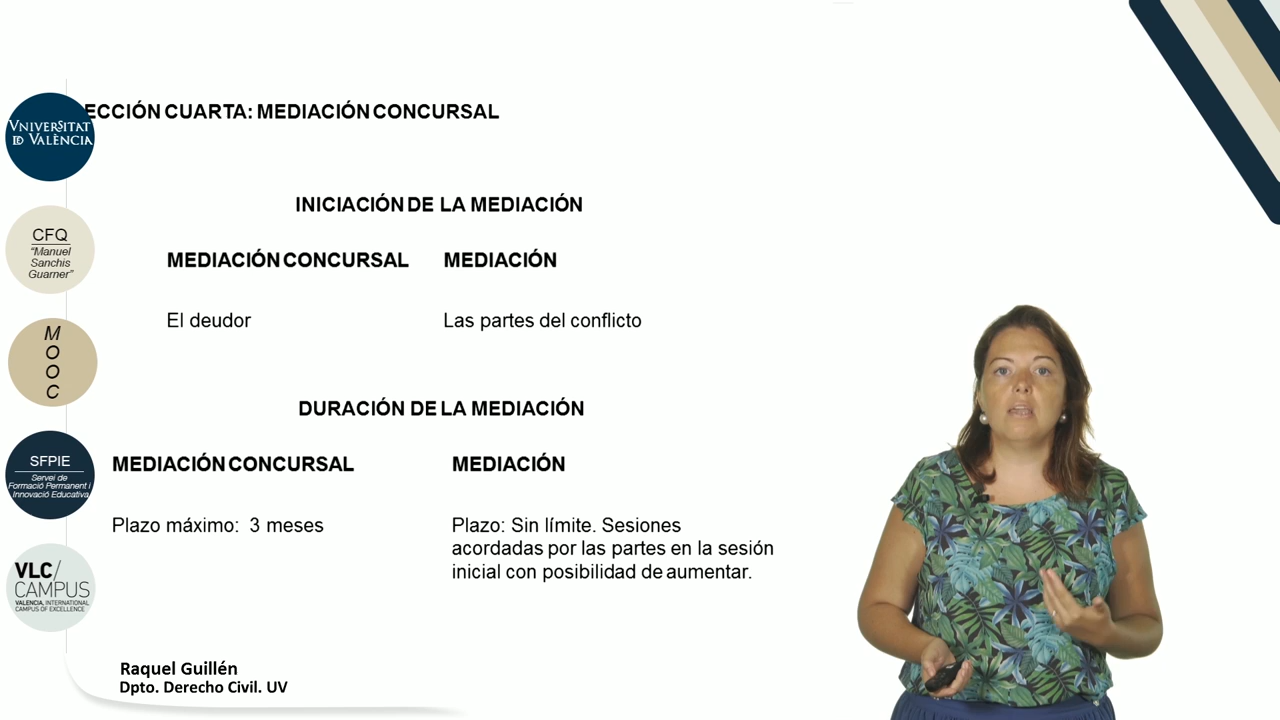 ECCIÓN CUARTA: MEDIACIÓN CONCURSAL
VNIVERSITAT
DE VALÈNCIA
INICIACIÓN DE LA MEDIACIÓN
CFQ
"Manuel
Sanchis
Guarner"
MEDIACIÓN CONCURSAL MEDIACIÓN
El deudor Las partes del conflicto
MOOC
DURACIÓN DE LA MEDIACIÓN
MEDIACIÓN CONCURSAL MEDIACIÓN
SFPIE
Servei de
Formació Permanent i
Innovació Educativa
Plazo máximo: 3 meses Plazo: Sin límite. Sesiones
acordadas por las partes en la sesión
inicial con posibilidad de aumentar.
VLC/
CAMPUS
VALENCIA, INTERNATIONAL
CAMPUS OF EXCELLENCE
Raquel Guillén
Dpto. Derecho Civil. UV